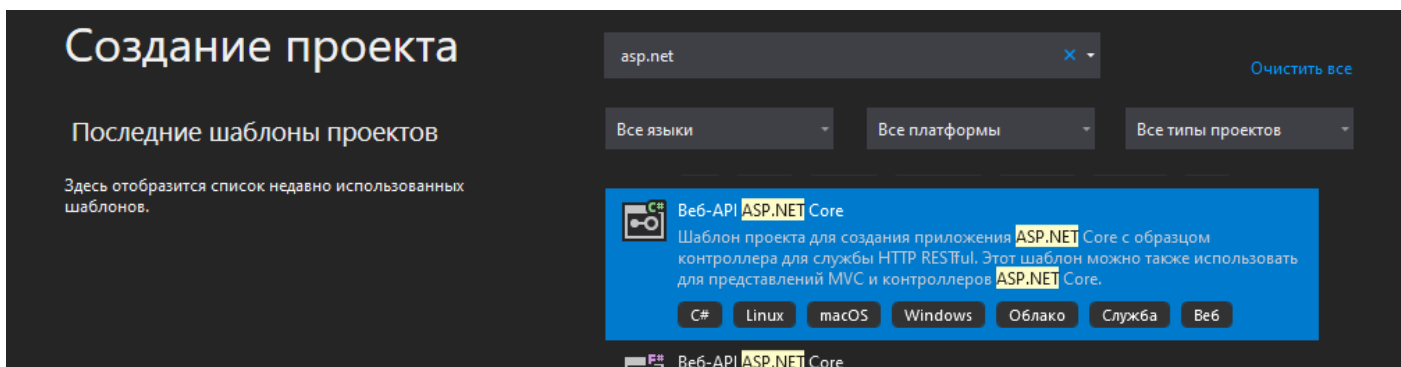 Создание проекта
asp.net
Очистить все
Последние шаблоны проектов
Все языки
Все платформы
Все типы проектов
Здесь отобразится список недавно использованных
шаблонов.
C#
Веб-API ASP.NET Core
Шаблон проекта для создания приложения ASP.NET Core с образцом
контроллера для службы HTTP RESTful. Этот шаблон можно также использовать
для представлений MVC и контроллеров ASP.NET Core.
C# Linux macOS Windows Облако Служба Веб
F#
Веб-API ASP.NET Core